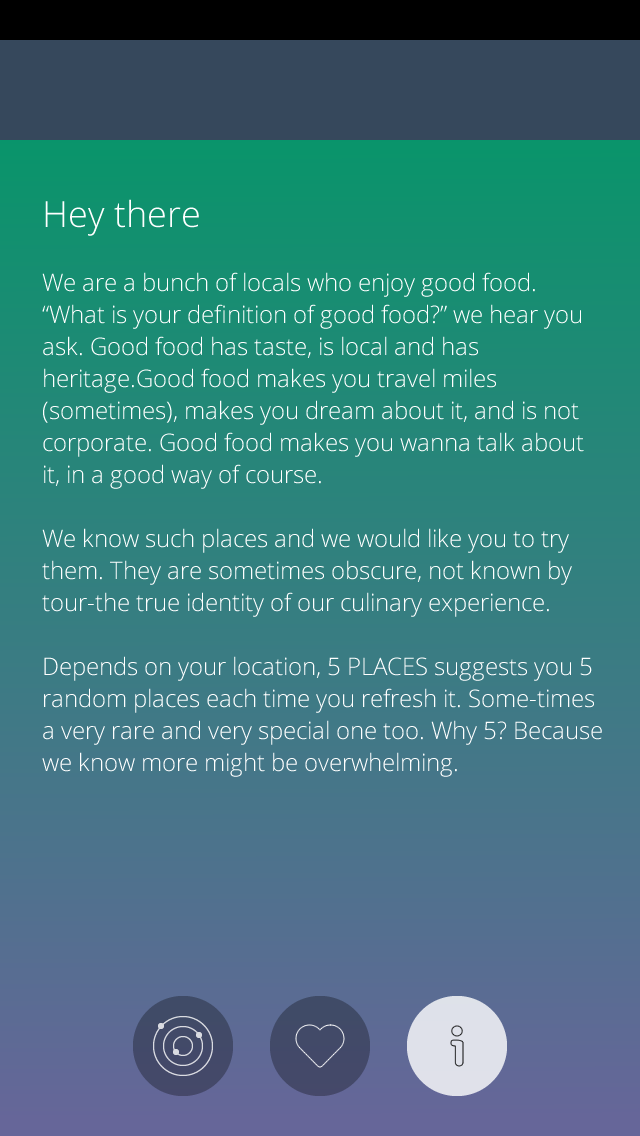 Hey there
We are a bunch of locals who enjoy good food.
“What is your definition of good food?” we hear you
ask. Good food has taste, is local and has
heritage.Good food makes you travel miles
(sometimes), makes you dream about it, and is not
corporate. Good food makes you wanna talk about
it, in a good way of course.
We know such places and we would like you to try
them. They are sometimes obscure, not known by
tour-the true identity of our culinary experience.
Depends on your location, 5 PLACES suggests you 5
random places each time you refresh it. Some-times
a very rare and very special one too. Why 5? Because
we know more might be overwhelming.